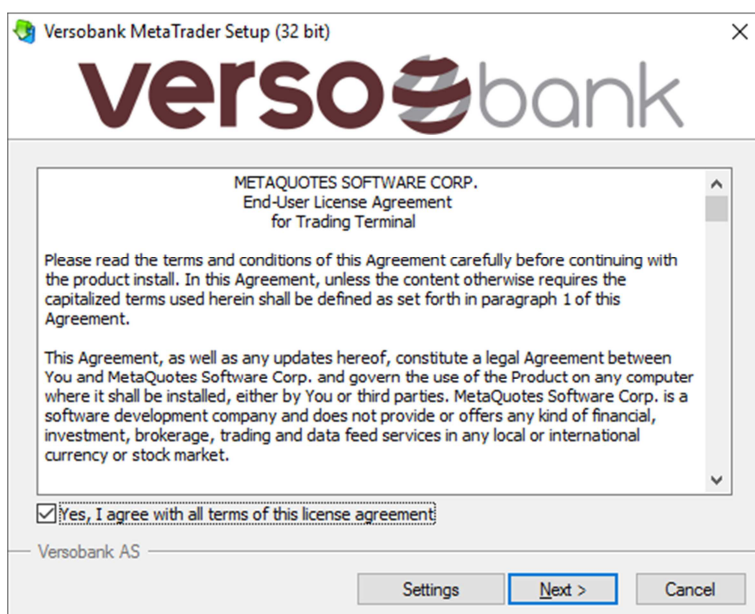 Versobank MetaTrader Setup (32 bit)
verso bank
METAQUOTES SOFTWARE CORP.
End-User License Agreement
for Trading Terminal
Please read the terms and conditions of this Agreement carefully before continuing with
the product install. In this Agreement, unless the content otherwise requires the
capitalized terms used herein shall be defined as set forth in paragraph 1 of this
Agreement.
This Agreement, as well as any updates hereof, constitute a legal Agreement between
You and MetaQuotes Software Corp. and govern the use of the Product on any computer
where it shall be installed, either by You or third parties. MetaQuotes Software Corp. is a
software development company and does not provide or offers any kind of financial,
investment, brokerage, trading and data feed services in any local or international
currency or stock market.
Yes, I agree with all terms of this license agreement
Versobank AS
Settings Next > Cancel